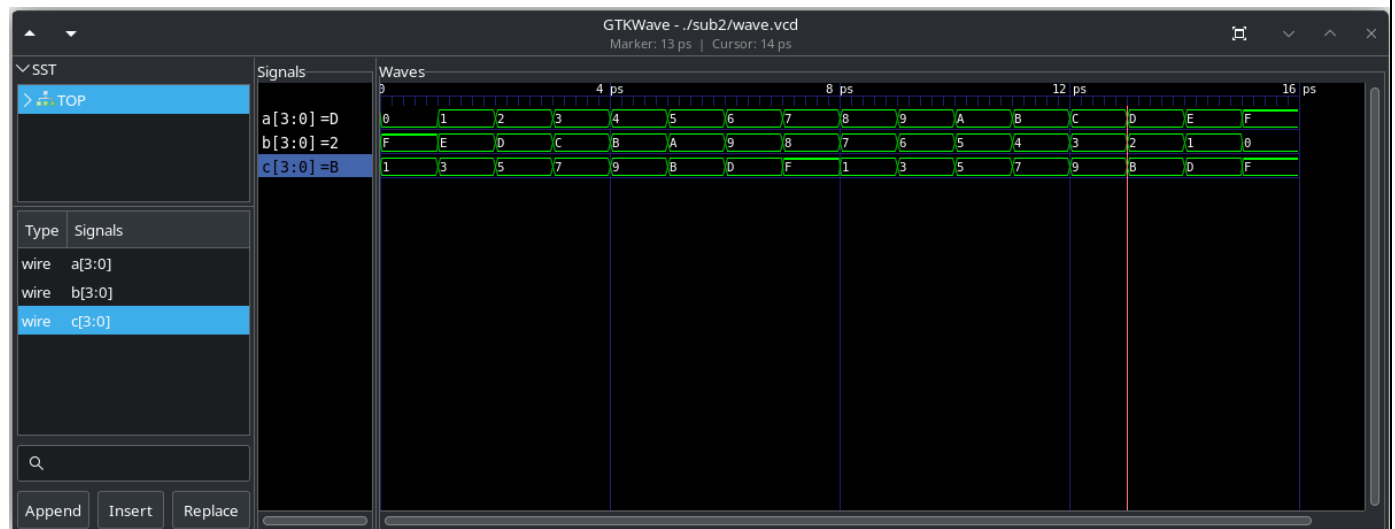 GTKWave - ./sub2/wave.vcd
Marker: 13 ps | Cursor: 14 ps
SST
TOP
Type Signals
wire a[3:0]
wire b[3:0]
wire c[3:0]
Append Insert Replace
Signals
a[3:0] =D
b[3:0] =2
c[3:0] =B
Waves
0 4 ps 8 ps 12 ps 16 ps
0 1 2 3 4 5 6 7 8 9 A B C D E F
F E D C B A 9 8 7 6 5 4 3 2 1 0
1 3 5 7 9 B D F 1 3 5 7 9 B D F